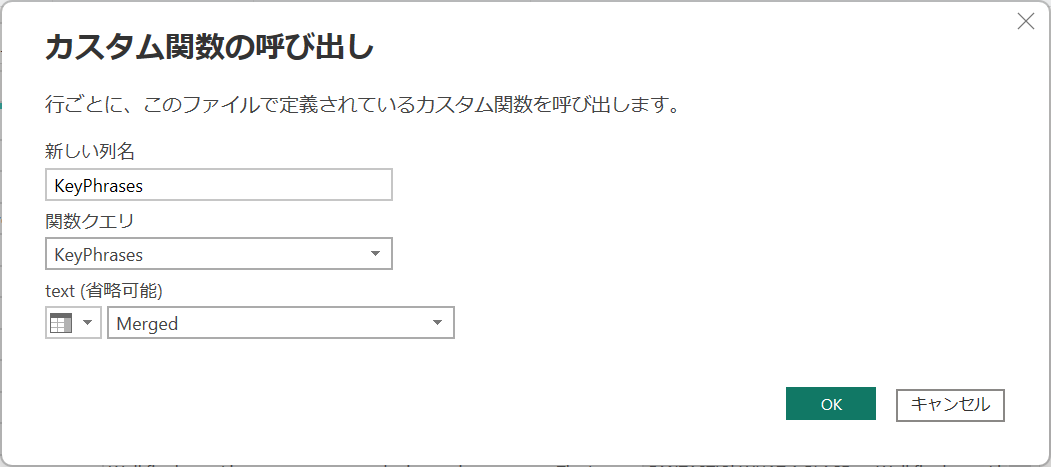 カスタム関数の呼び出し
行ごとに、このファイルで定義されているカスタム関数を呼び出します。
新しい列名
KeyPhrases
関数クエリ
KeyPhrases
text (省略可能)
Merged
OK キャンセル